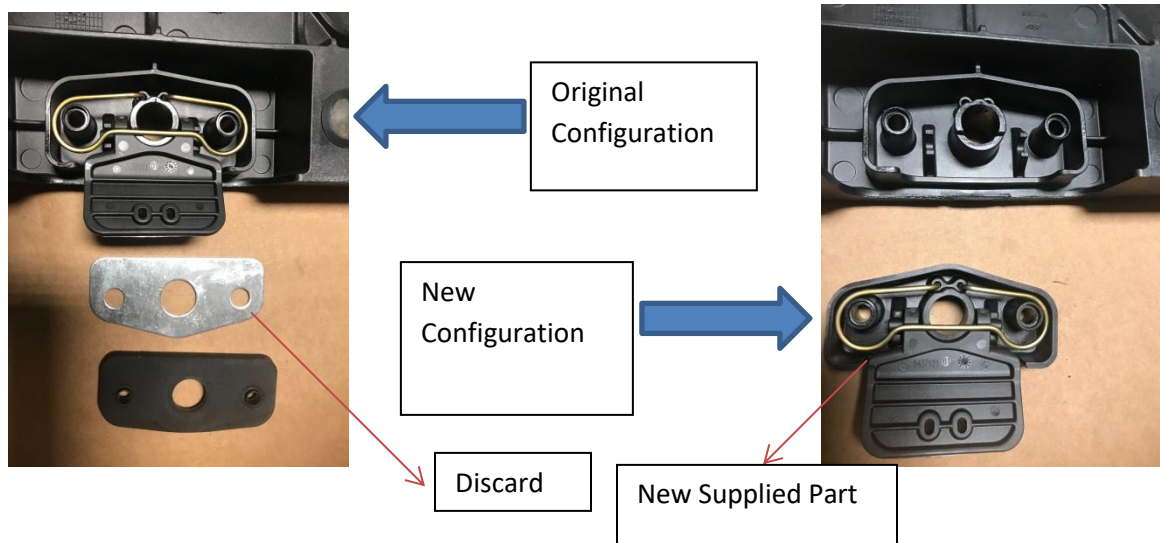 Original
Configuration
New
Configuration
Discard
New Supplied Part